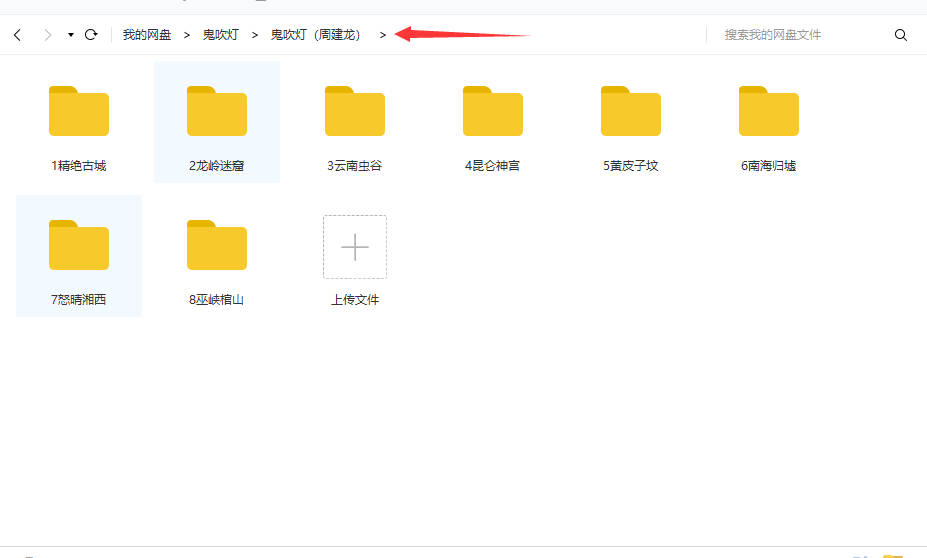 我的网盘 > 鬼吹灯 > 鬼吹灯（周建龙） > 搜索我的网盘文件
1精绝古城 2龙岭迷窟 3云南虫谷 4昆仑神宫 5黄皮子坟 6南海归墟
7怒晴湘西 8巫峡棺山 上传文件